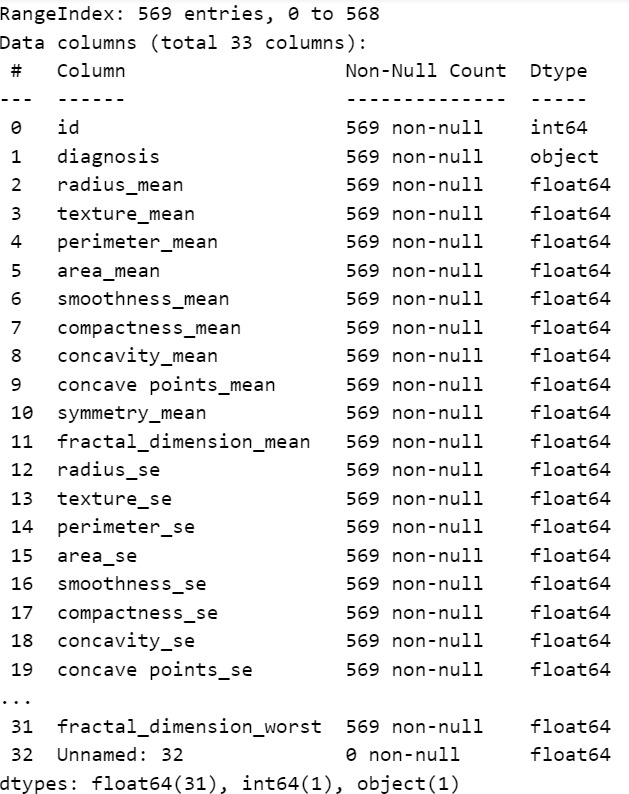 RangeIndex: 569 entries, 0 to 568
Data columns (total 33 columns):
 #   Column                   Non-Null Count  Dtype
---  ------                   --------------  -----
 0   id                       569 non-null    int64
 1   diagnosis                569 non-null    object
 2   radius_mean              569 non-null    float64
 3   texture_mean             569 non-null    float64
 4   perimeter_mean           569 non-null    float64
 5   area_mean                569 non-null    float64
 6   smoothness_mean          569 non-null    float64
 7   compactness_mean         569 non-null    float64
 8   concavity_mean           569 non-null    float64
 9   concave points_mean      569 non-null    float64
 10  symmetry_mean            569 non-null    float64
 11  fractal_dimension_mean   569 non-null    float64
 12  radius_se                569 non-null    float64
 13  texture_se               569 non-null    float64
 14  perimeter_se             569 non-null    float64
 15  area_se                  569 non-null    float64
 16  smoothness_se            569 non-null    float64
 17  compactness_se           569 non-null    float64
 18  concavity_se             569 non-null    float64
 19  concave points_se        569 non-null    float64
...
 31  fractal_dimension_worst  569 non-null    float64
 32  Unnamed: 32              0 non-null      float64
dtypes: float64(31), int64(1), object(1)